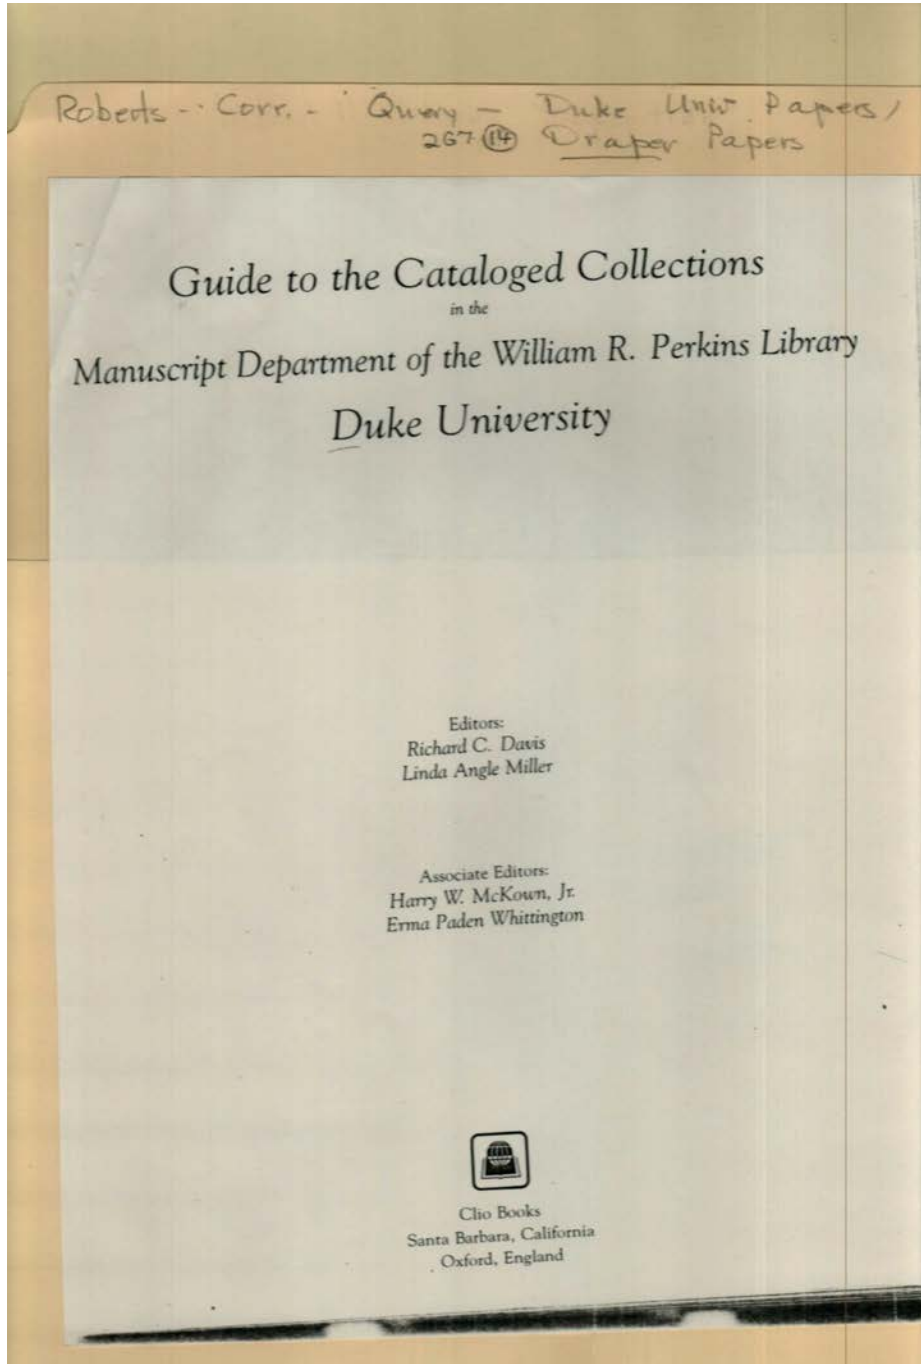 Roberts -- Corr. - Query - Duke Univ Papers /
267 14 Draper Papers
Guide to the Cataloged Collections
in the
Manuscript Department of the William R. Perkins Library
Duke University
Editors:
Richard C. Davis
Linda Angle Miller
Associate Editors:
Harry W. McKown, Jr.
Erma Paden Whittington
Clio Books
Santa Barbara, California
Oxford, England